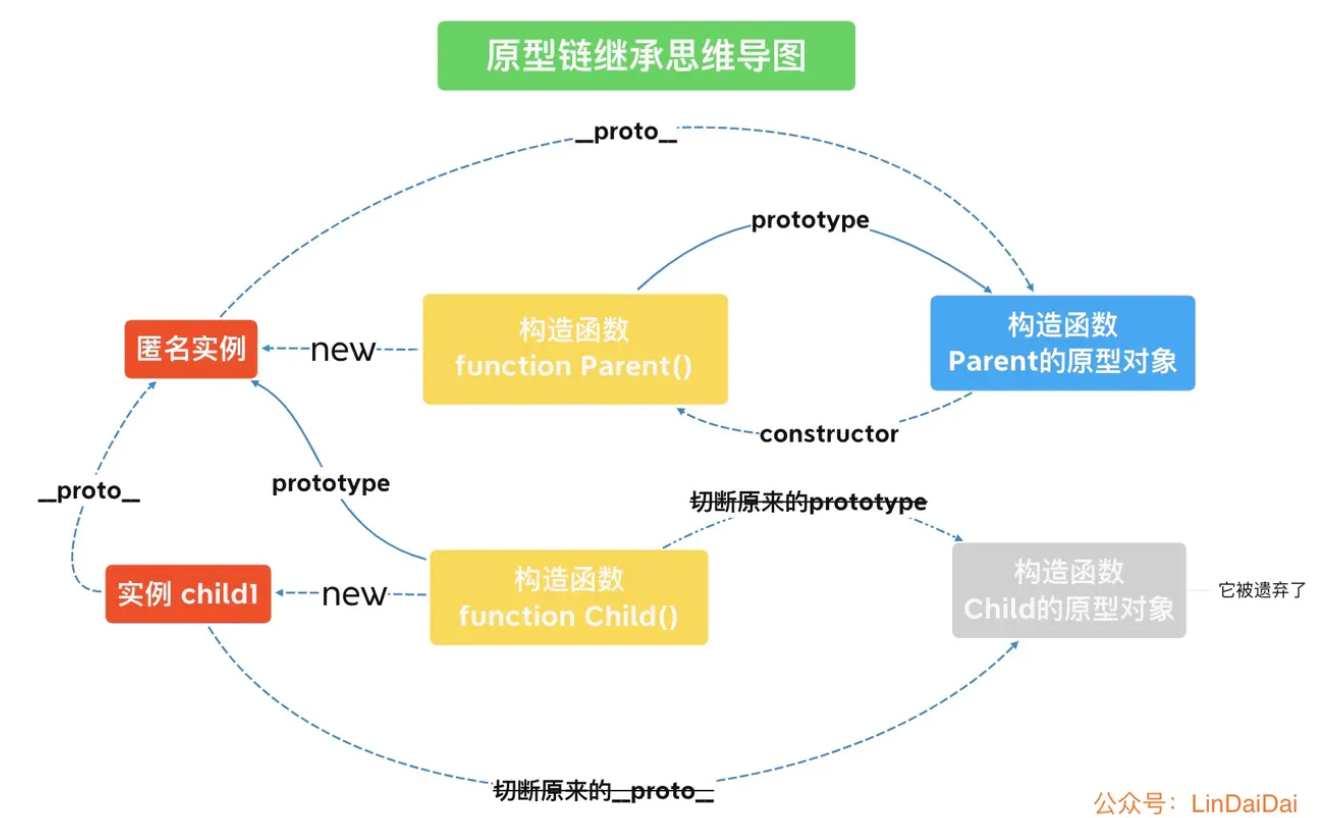 原型链继承思维导图
__proto__
prototype
构造函数
function Parent()
构造函数
Parent的原型对象
匿名实例
new
constructor
__proto__
prototype
切断原来的prototype
构造函数
function Child()
构造函数
Child的原型对象
它被遗弃了
实例 child1
new
切断原来的__proto__
公众号：LinDaiDai